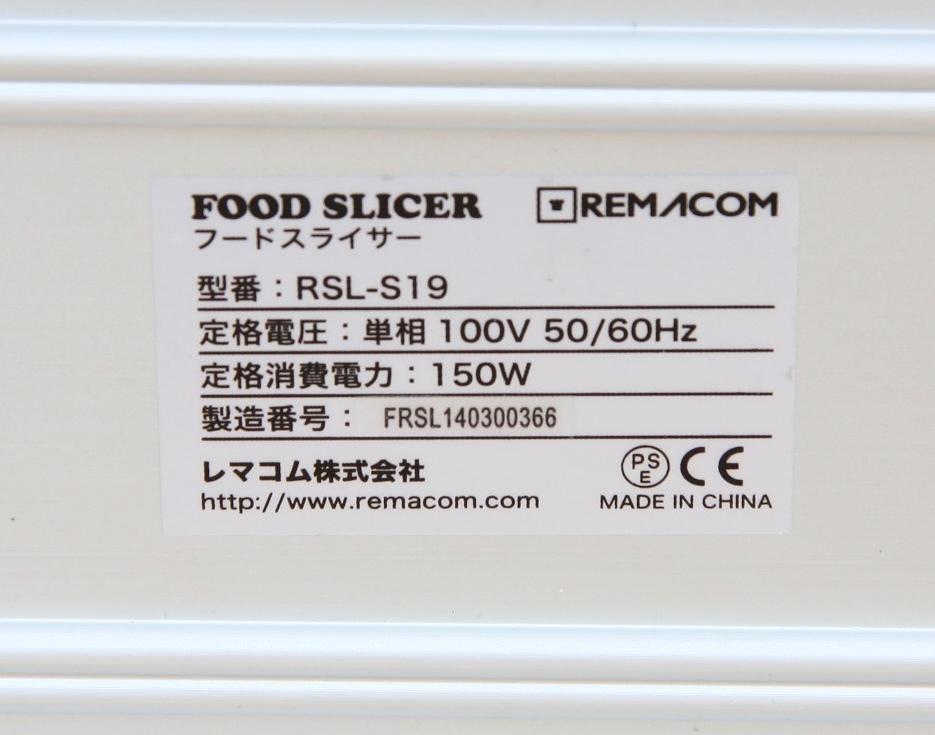 FOOD SLICER REMACOM
フードスライサー
型番：RSL-S19
定格電圧：単相 100V 50/60Hz
定格消費電力：150W
製造番号： FRSL140300366
レマコム株式会社 PSE CE
http://www.remacom.com MADE IN CHINA